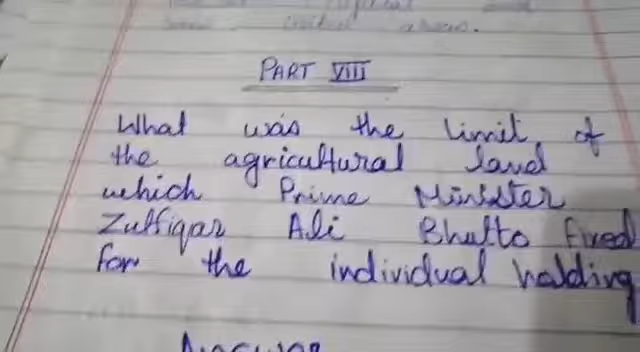 PART VIII
What was the limit of
the agricultural land
which Prime Minister
Zulfiqar Ali Bhutto fixed
for the individual holding
Answer